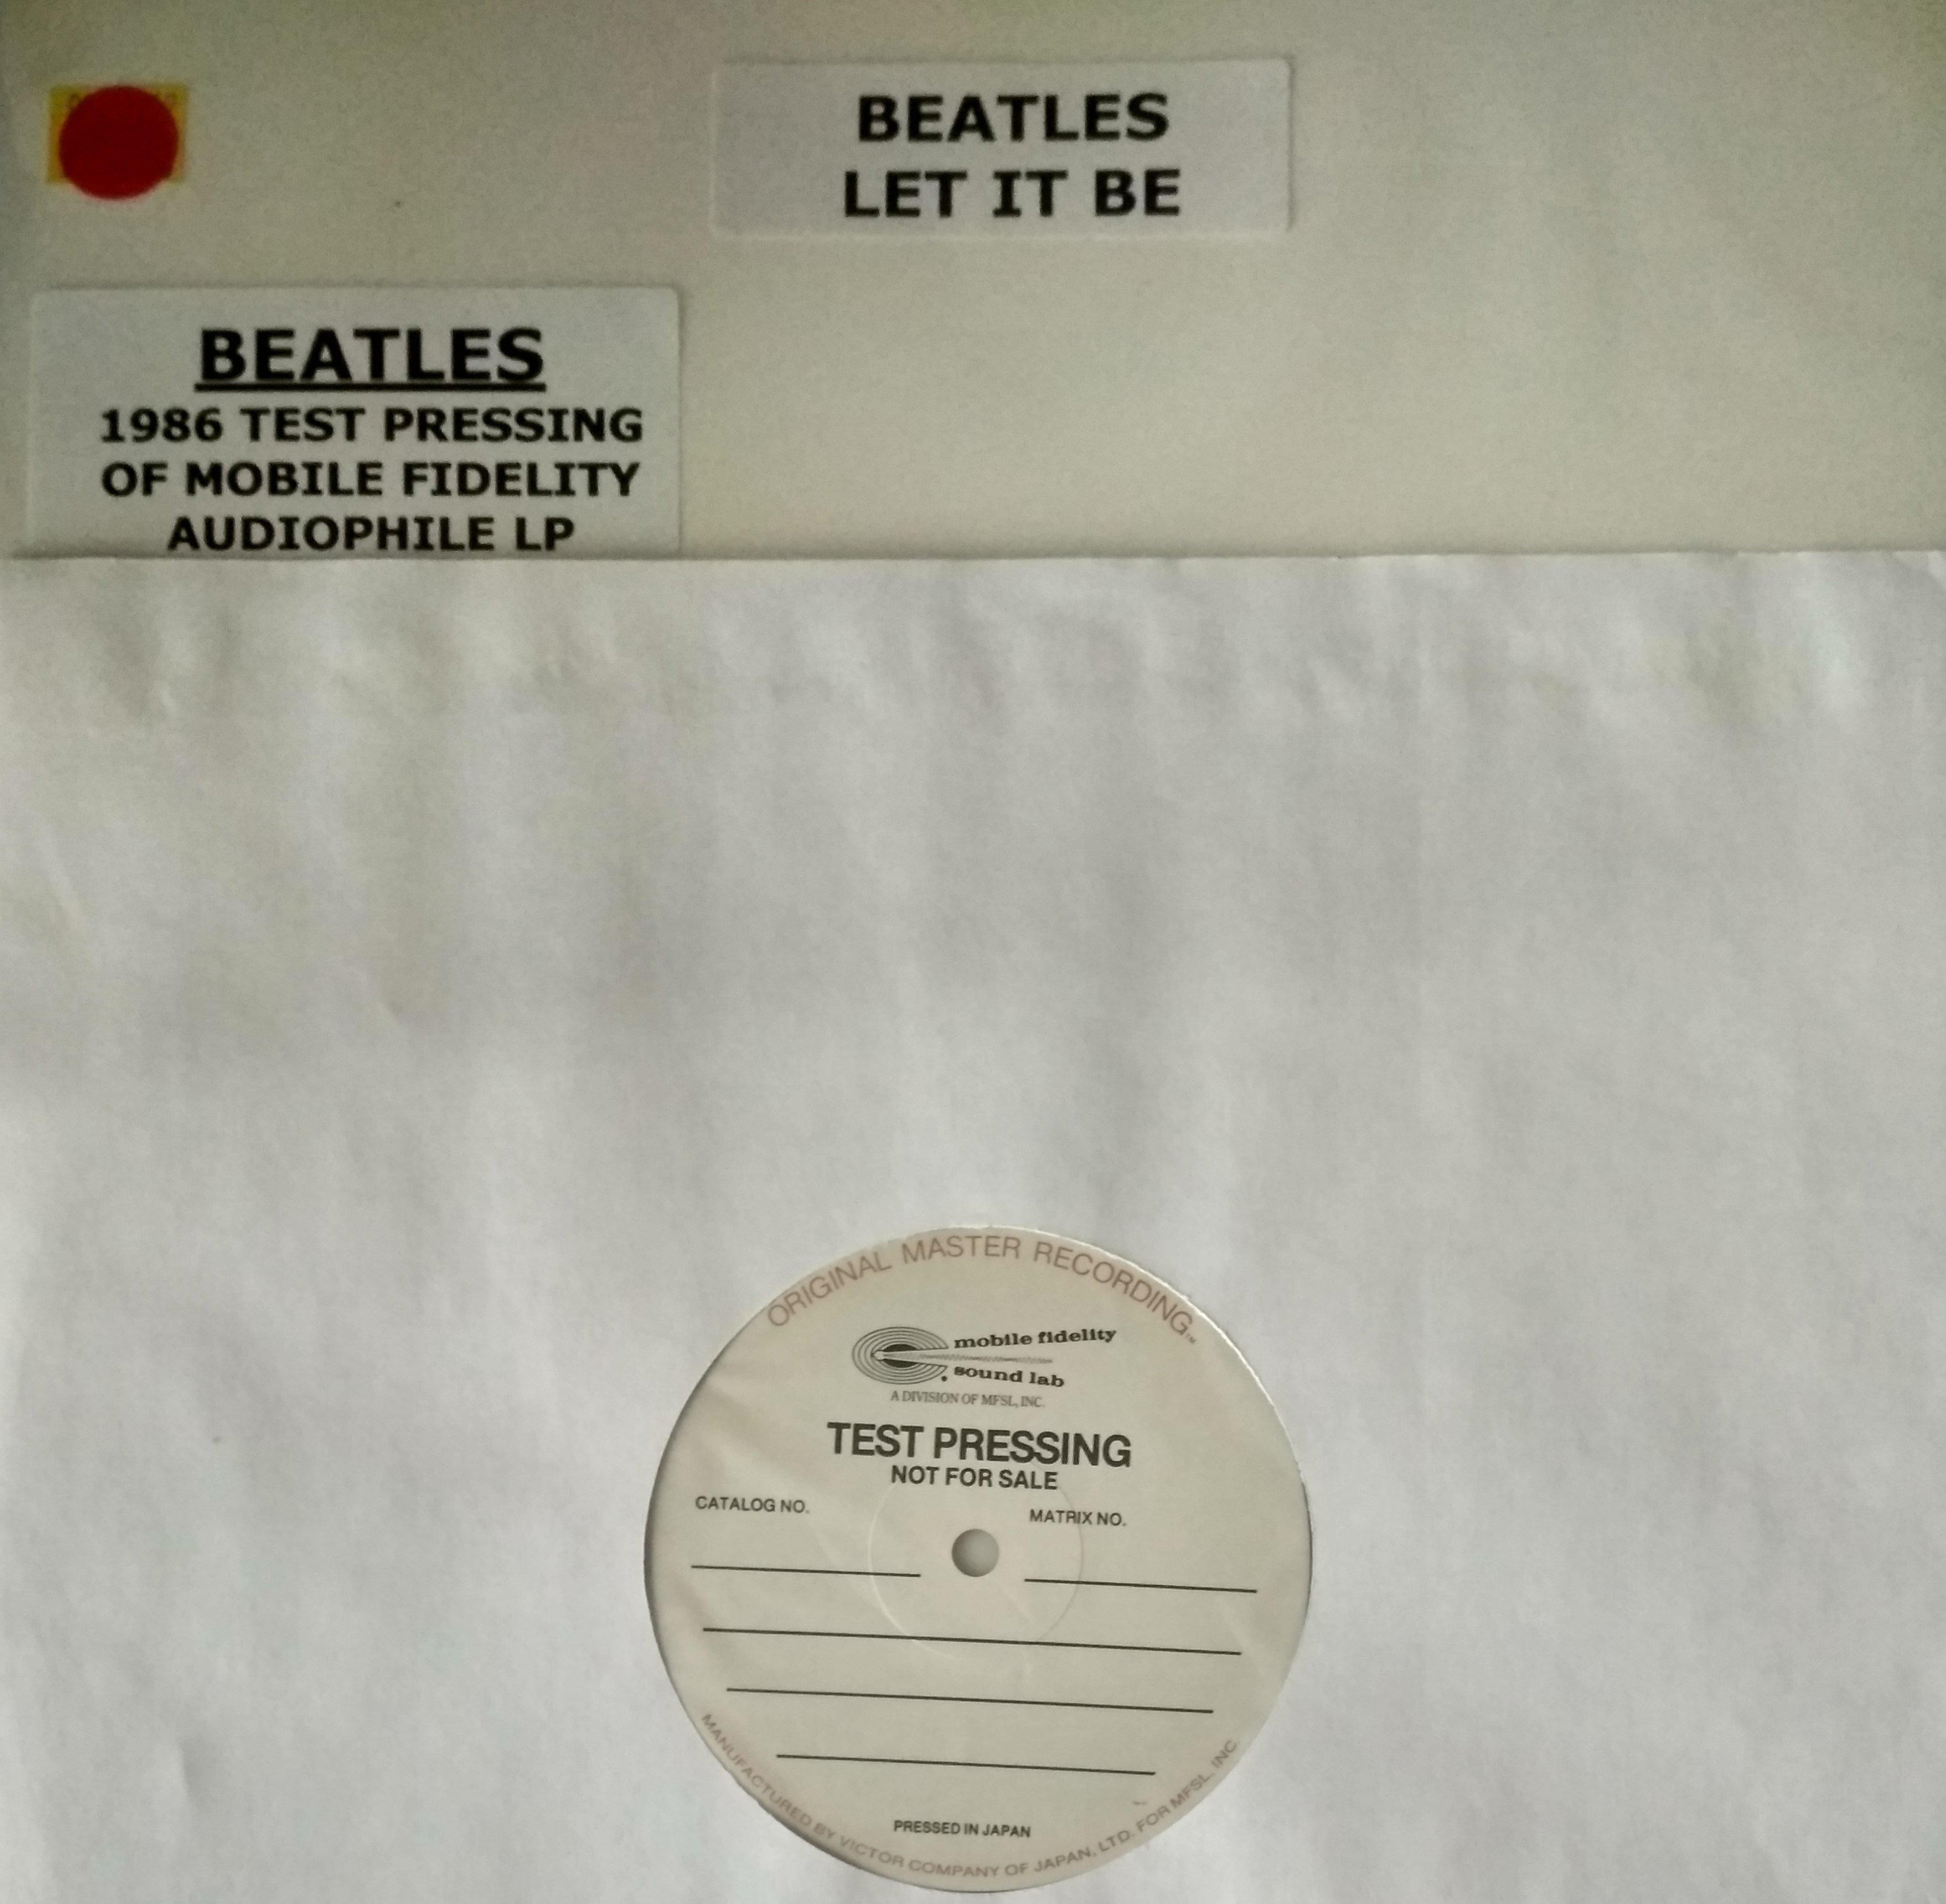 BEATLES
LET IT BE
BEATLES
1986 TEST PRESSING
OF MOBILE FIDELITY
AUDIOPHILE LP
ORIGINAL MASTER RECORDING™
mobile fidelity
sound lab
A DIVISION OF MFSL, INC.
TEST PRESSING
NOT FOR SALE
CATALOG NO.
MATRIX NO.
PRESSED IN JAPAN
MANUFACTURED BY VICTOR COMPANY OF JAPAN, LTD. FOR MFSL. INC